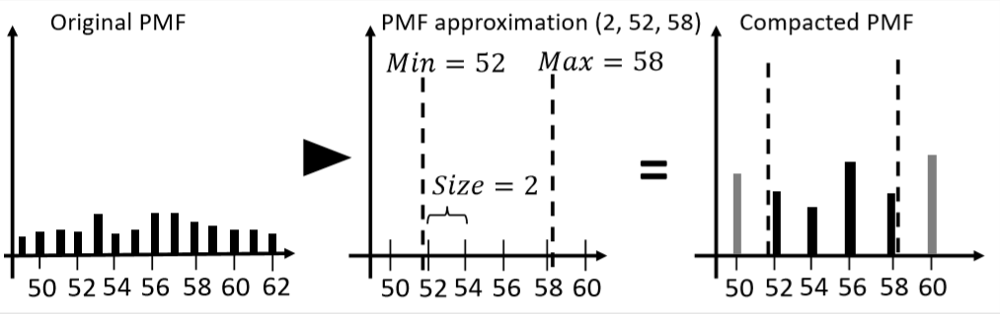 Original PMF
PMF approximation (2, 52, 58)
Compacted PMF
Min = 52
Max = 58
Size = 2
=
50 52 54 56 58 60 62
50 52 54 56 58 60
50 52 54 56 58 60